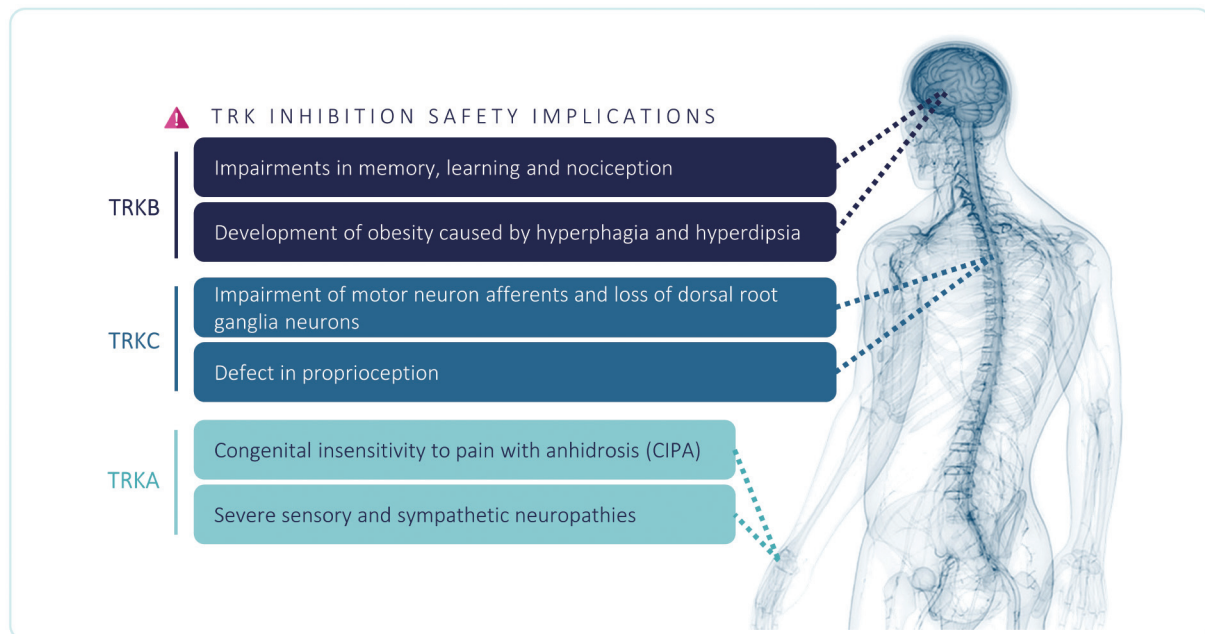 TRK INHIBITION SAFETY IMPLICATIONS
TRKB
Impairments in memory, learning and nociception
Development of obesity caused by hyperphagia and hyperdipsia
TRKC
Impairment of motor neuron afferents and loss of dorsal root
ganglia neurons
Defect in proprioception
TRKA
Congenital insensitivity to pain with anhidrosis (CIPA)
Severe sensory and sympathetic neuropathies